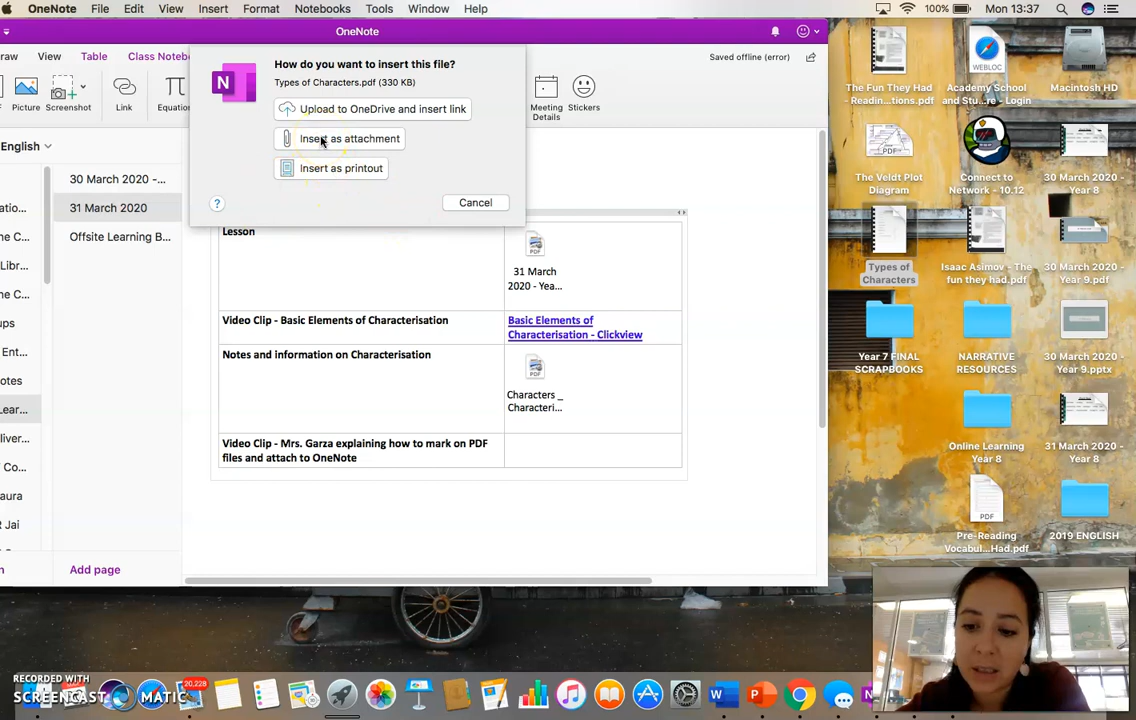 OneNote File Edit View Insert Format Notebooks Tools Window Help
100% Mon 13:37
OneNote
raw View Table Class Notebook
Saved offline (error)
Picture
Screenshot
Link
Equation
Meeting
Details
Stickers
How do you want to insert this file?
Types of Characters.pdf (330 KB)
Upload to OneDrive and insert link
Insert as attachment
Insert as printout
?
Cancel
English
30 March 2020 -...
31 March 2020
Offsite Learning B...
Add page
Lesson
31 March
2020 - Yea...
Video Clip - Basic Elements of Characterisation
Basic Elements of
Characterisation - Clickview
Notes and information on Characterisation
PDF
Characters _
Characteri...
Video Clip - Mrs. Garza explaining how to mark on PDF
files and attach to OneNote
The Fun They Had
- Readin...tions.pdf
WEBLOC
Academy School
and Stu...re - Login
Macintosh HD
PDF
The Veldt Plot
Diagram
Connect to
Network - 10.12
30 March 2020 -
Year 8
Types of
Characters
Isaac Asimov - The
fun they had.pdf
30 March 2020 -
Year 9.pdf
Year 7 FINAL
SCRAPBOOKS
NARRATIVE
RESOURCES
30 March 2020 -
Year 9.pptx
Online Learning
Year 8
31 March 2020 -
Year 8
PDF
Pre-Reading
Vocabul...Had.pdf
2019 ENGLISH
RECORDED WITH
SCREENCAST MATIC
20,228